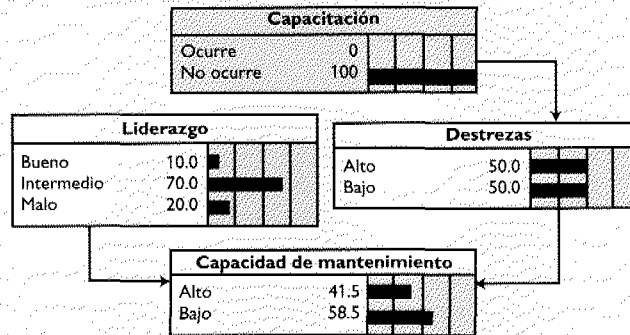 Capacitación
Ocurre 0
No ocurre 100
Liderazgo
Bueno 10.0
Intermedio 70.0
Malo 20.0
Destrezas
Alto 50.0
Bajo 50.0
Capacidad de mantenimiento
Alto 41.5
Bajo 58.5